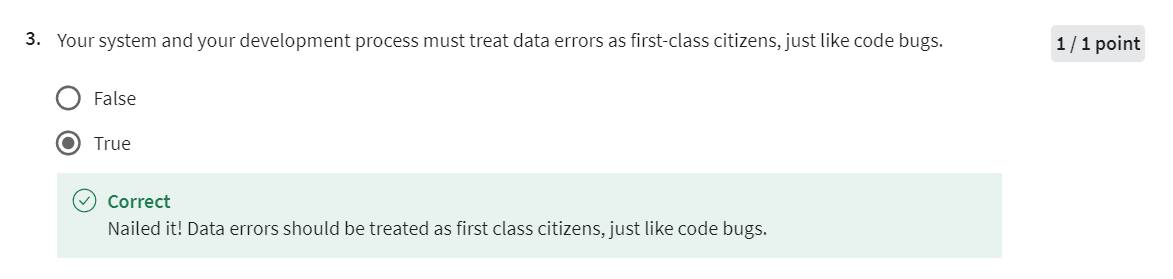 3. Your system and your development process must treat data errors as first-class citizens, just like code bugs.
1 / 1 point
False
True
Correct
Nailed it! Data errors should be treated as first class citizens, just like code bugs.